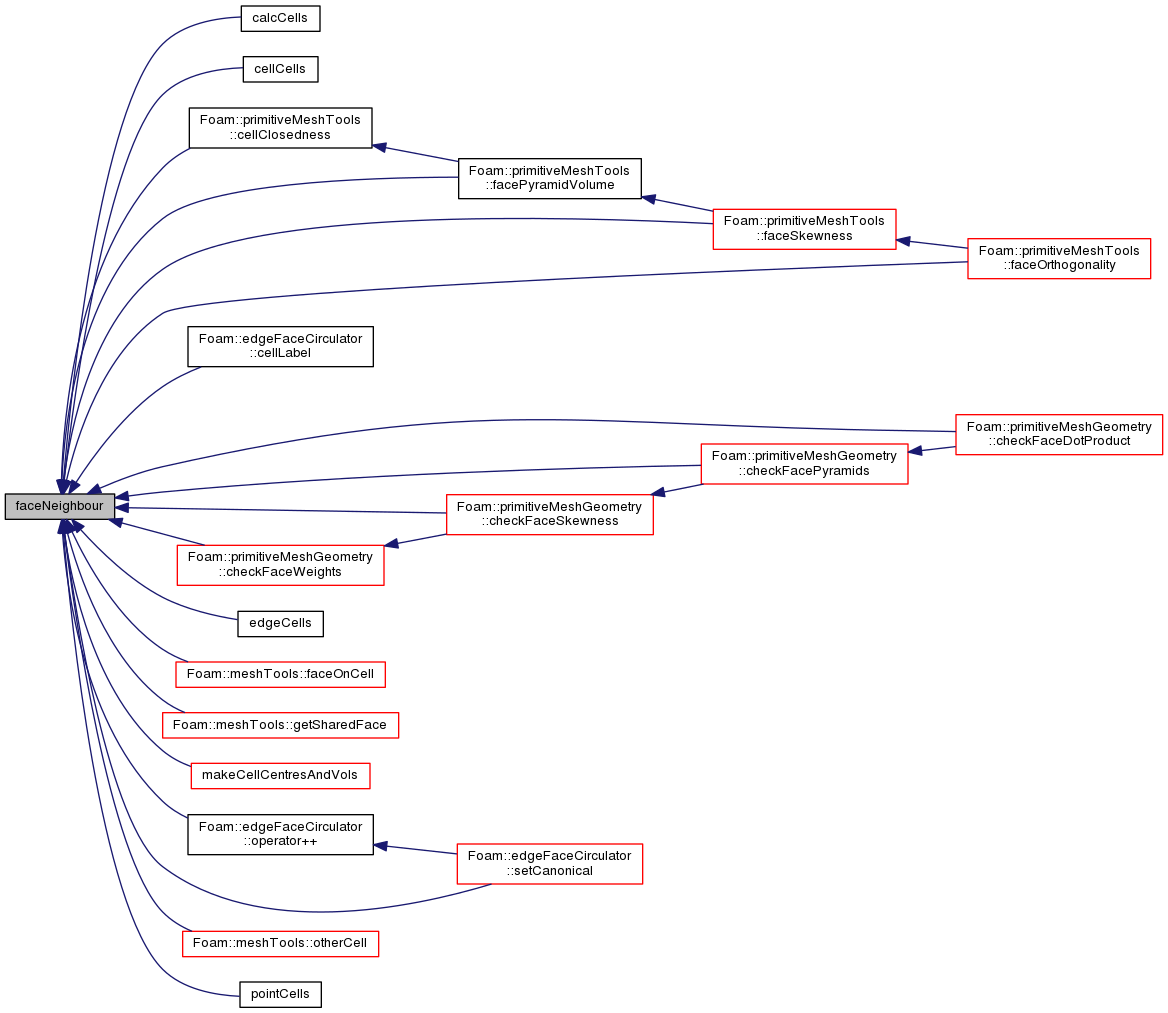 calcCells
cellCells
Foam::primitiveMeshTools
::cellClosedness
Foam::primitiveMeshTools
::facePyramidVolume
Foam::primitiveMeshTools
::faceSkewness
Foam::primitiveMeshTools
::faceOrthogonality
Foam::edgeFaceCirculator
::cellLabel
Foam::primitiveMeshGeometry
::checkFaceDotProduct
Foam::primitiveMeshGeometry
::checkFacePyramids
faceNeighbour
Foam::primitiveMeshGeometry
::checkFaceSkewness
Foam::primitiveMeshGeometry
::checkFaceWeights
edgeCells
Foam::meshTools::faceOnCell
Foam::meshTools::getSharedFace
makeCellCentresAndVols
Foam::edgeFaceCirculator
::operator++
Foam::edgeFaceCirculator
::setCanonical
Foam::meshTools::otherCell
pointCells